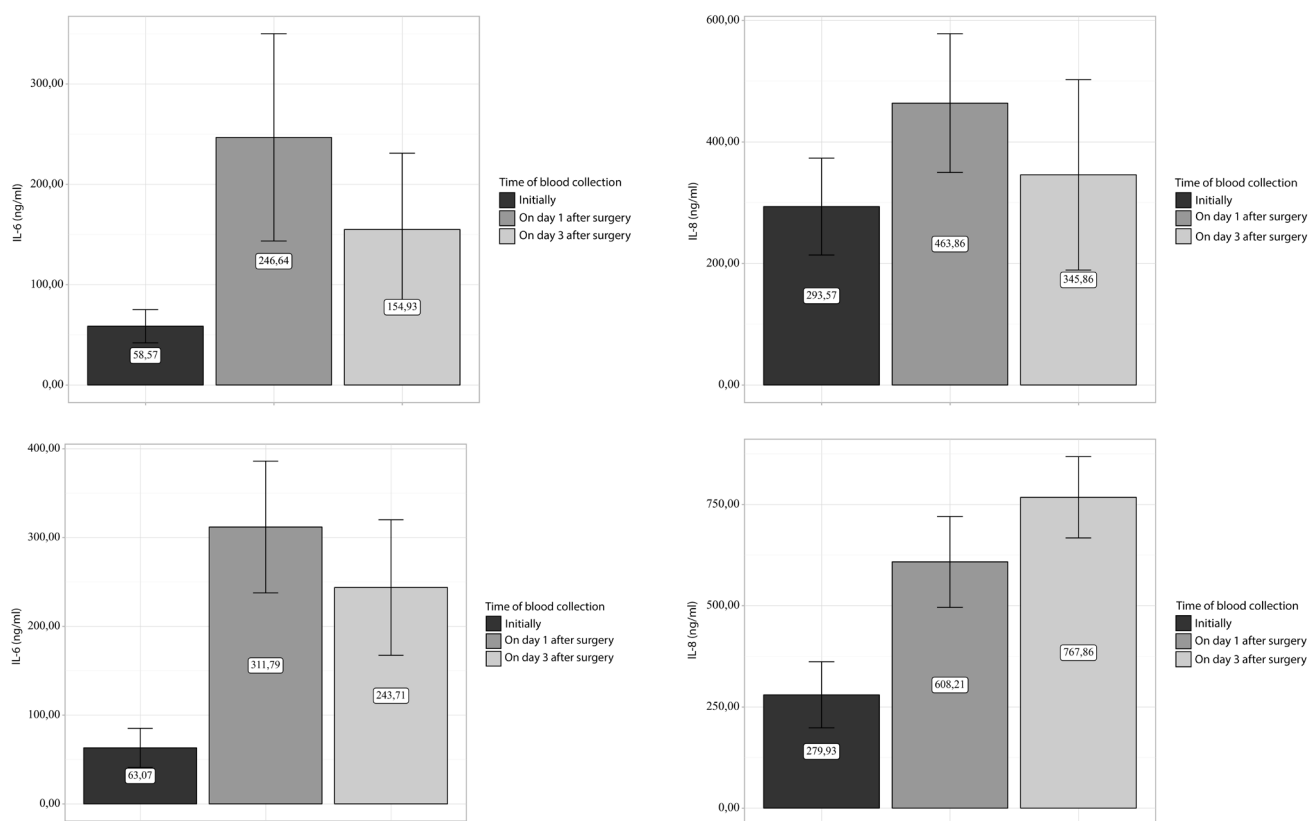 IL-6 (ng/ml)
300,00
200,00
100,00
0,00
58,57
246,64
154,93
Time of blood collection
Initially
On day 1 after surgery
On day 3 after surgery
IL-8 (ng/ml)
600,00
400,00
200,00
0,00
293,57
463,86
345,86
Time of blood collection
Initially
On day 1 after surgery
On day 3 after surgery
IL-6 (ng/ml)
400,00
300,00
200,00
100,00
0,00
63,07
311,79
243,71
Time of blood collection
Initially
On day 1 after surgery
On day 3 after surgery
IL-8 (ng/ml)
750,00
500,00
250,00
0,00
279,93
608,21
767,86
Time of blood collection
Initially
On day 1 after surgery
On day 3 after surgery